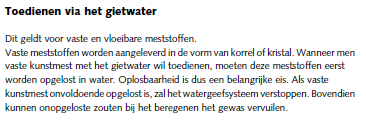 Toedienen via het gietwater
Dit geldt voor vaste en vloeibare meststoffen.
Vaste meststoffen worden aangeleverd in de vorm van korrel of kristal. Wanneer men
vaste kunstmest met het gietwater wil toedienen, moeten deze meststoffen eerst
worden opgelost in water. Oplosbaarheid is dus een belangrijke eis. Als vaste
kunstmest onvoldoende opgelost is, zal het watergeefsysteem verstoppen. Bovendien
kunnen onopgeloste zouten bij het beregenen het gewas vervuilen.